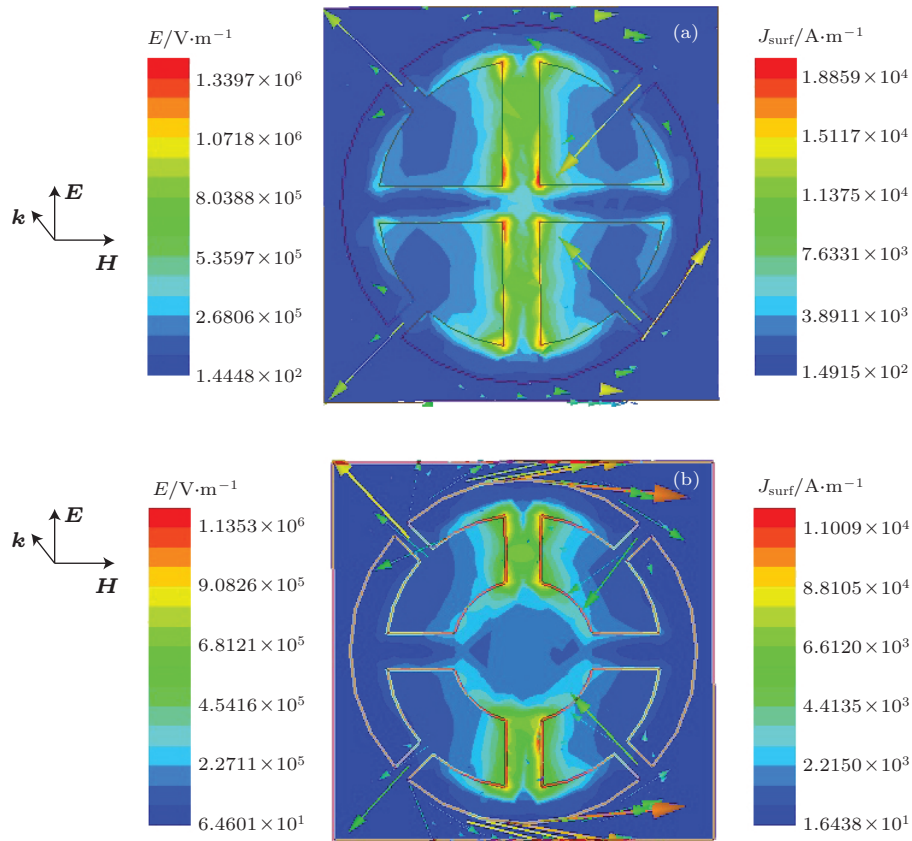 (a)
E/V·m⁻¹
1.3397×10⁶
1.0718×10⁶
8.0388×10⁵
5.3597×10⁵
2.6806×10⁵
1.4448×10²
E
k
H
J_surf/A·m⁻¹
1.8859×10⁴
1.5117×10⁴
1.1375×10⁴
7.6331×10³
3.8911×10³
1.4915×10²
(b)
E/V·m⁻¹
1.1353×10⁶
9.0826×10⁵
6.8121×10⁵
4.5416×10⁵
2.2711×10⁵
6.4601×10¹
E
k
H
J_surf/A·m⁻¹
1.1009×10⁴
8.8105×10⁴
6.6120×10³
4.4135×10³
2.2150×10³
1.6438×10¹